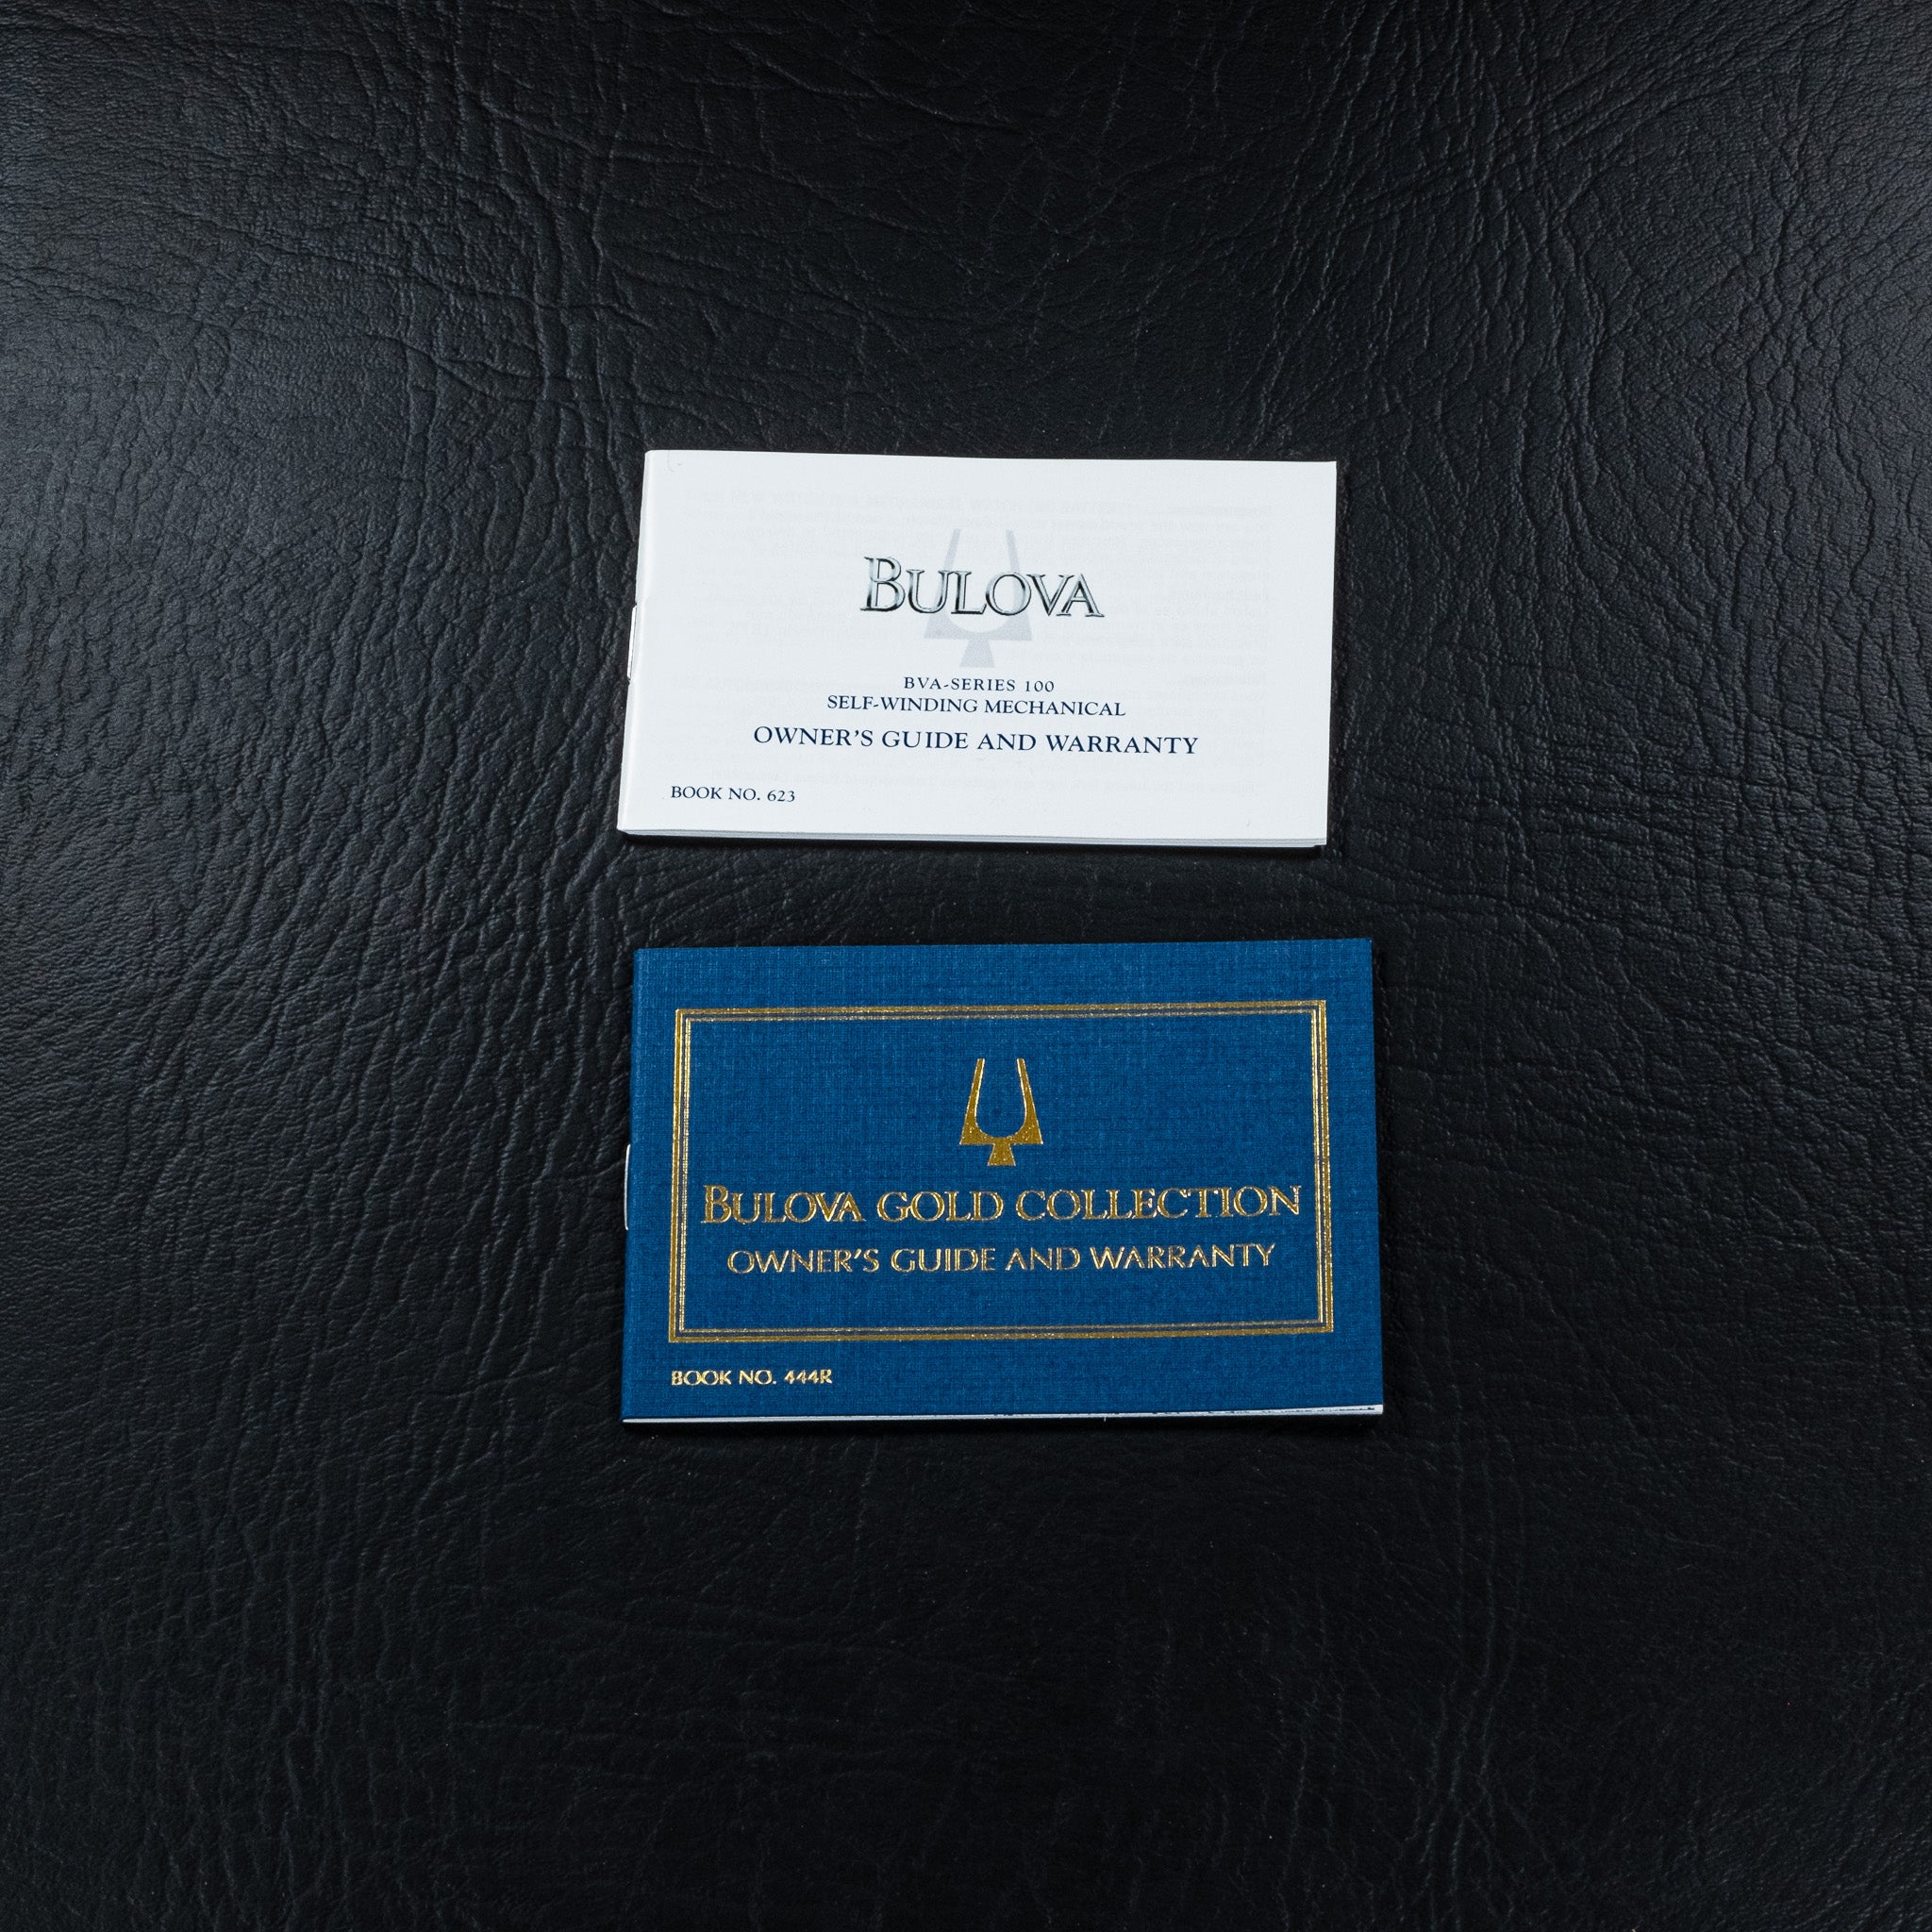 BULOVA
BVA-SERIES 100
SELF-WINDING MECHANICAL
OWNER'S GUIDE AND WARRANTY
BOOK NO. 623
BULOVA GOLD COLLECTION
OWNER'S GUIDE AND WARRANTY
BOOK NO. 444R